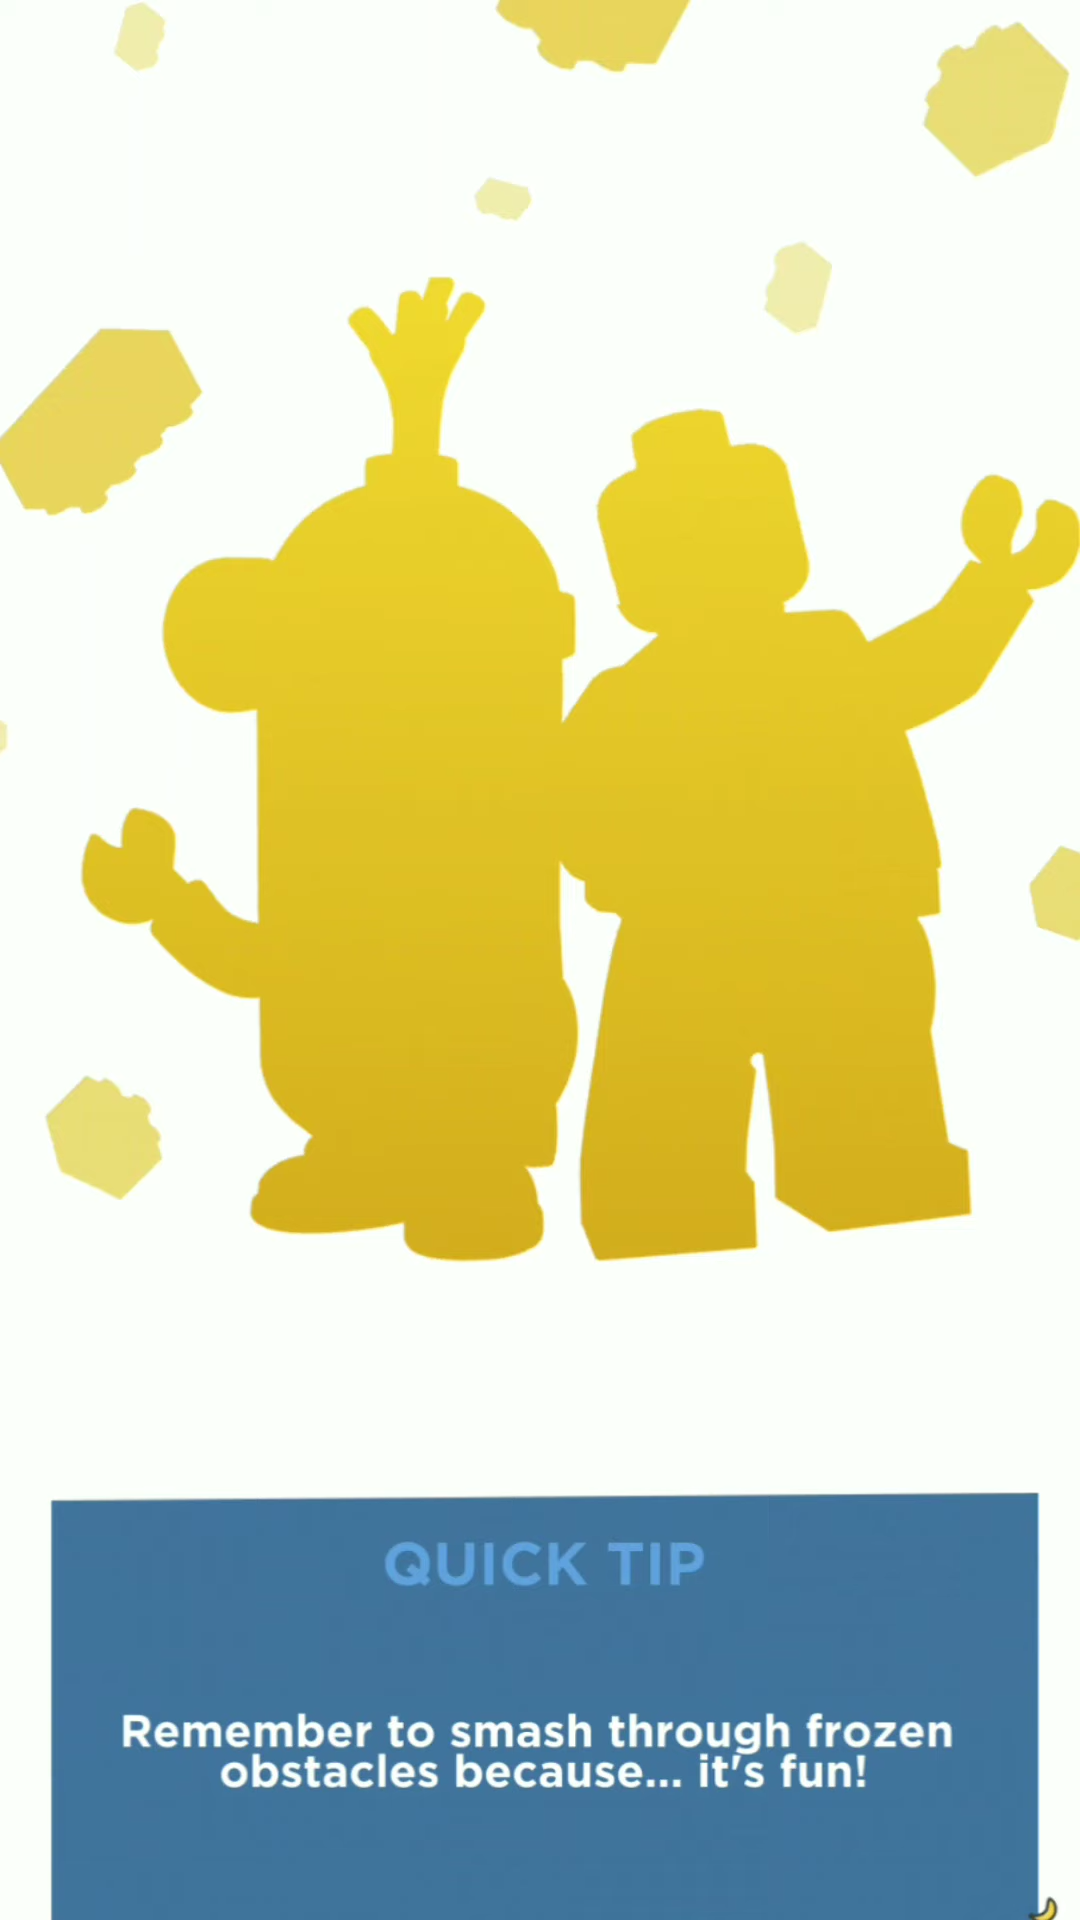 QUICK TIP
Remember to smash through frozen
obstacles because... it's fun!